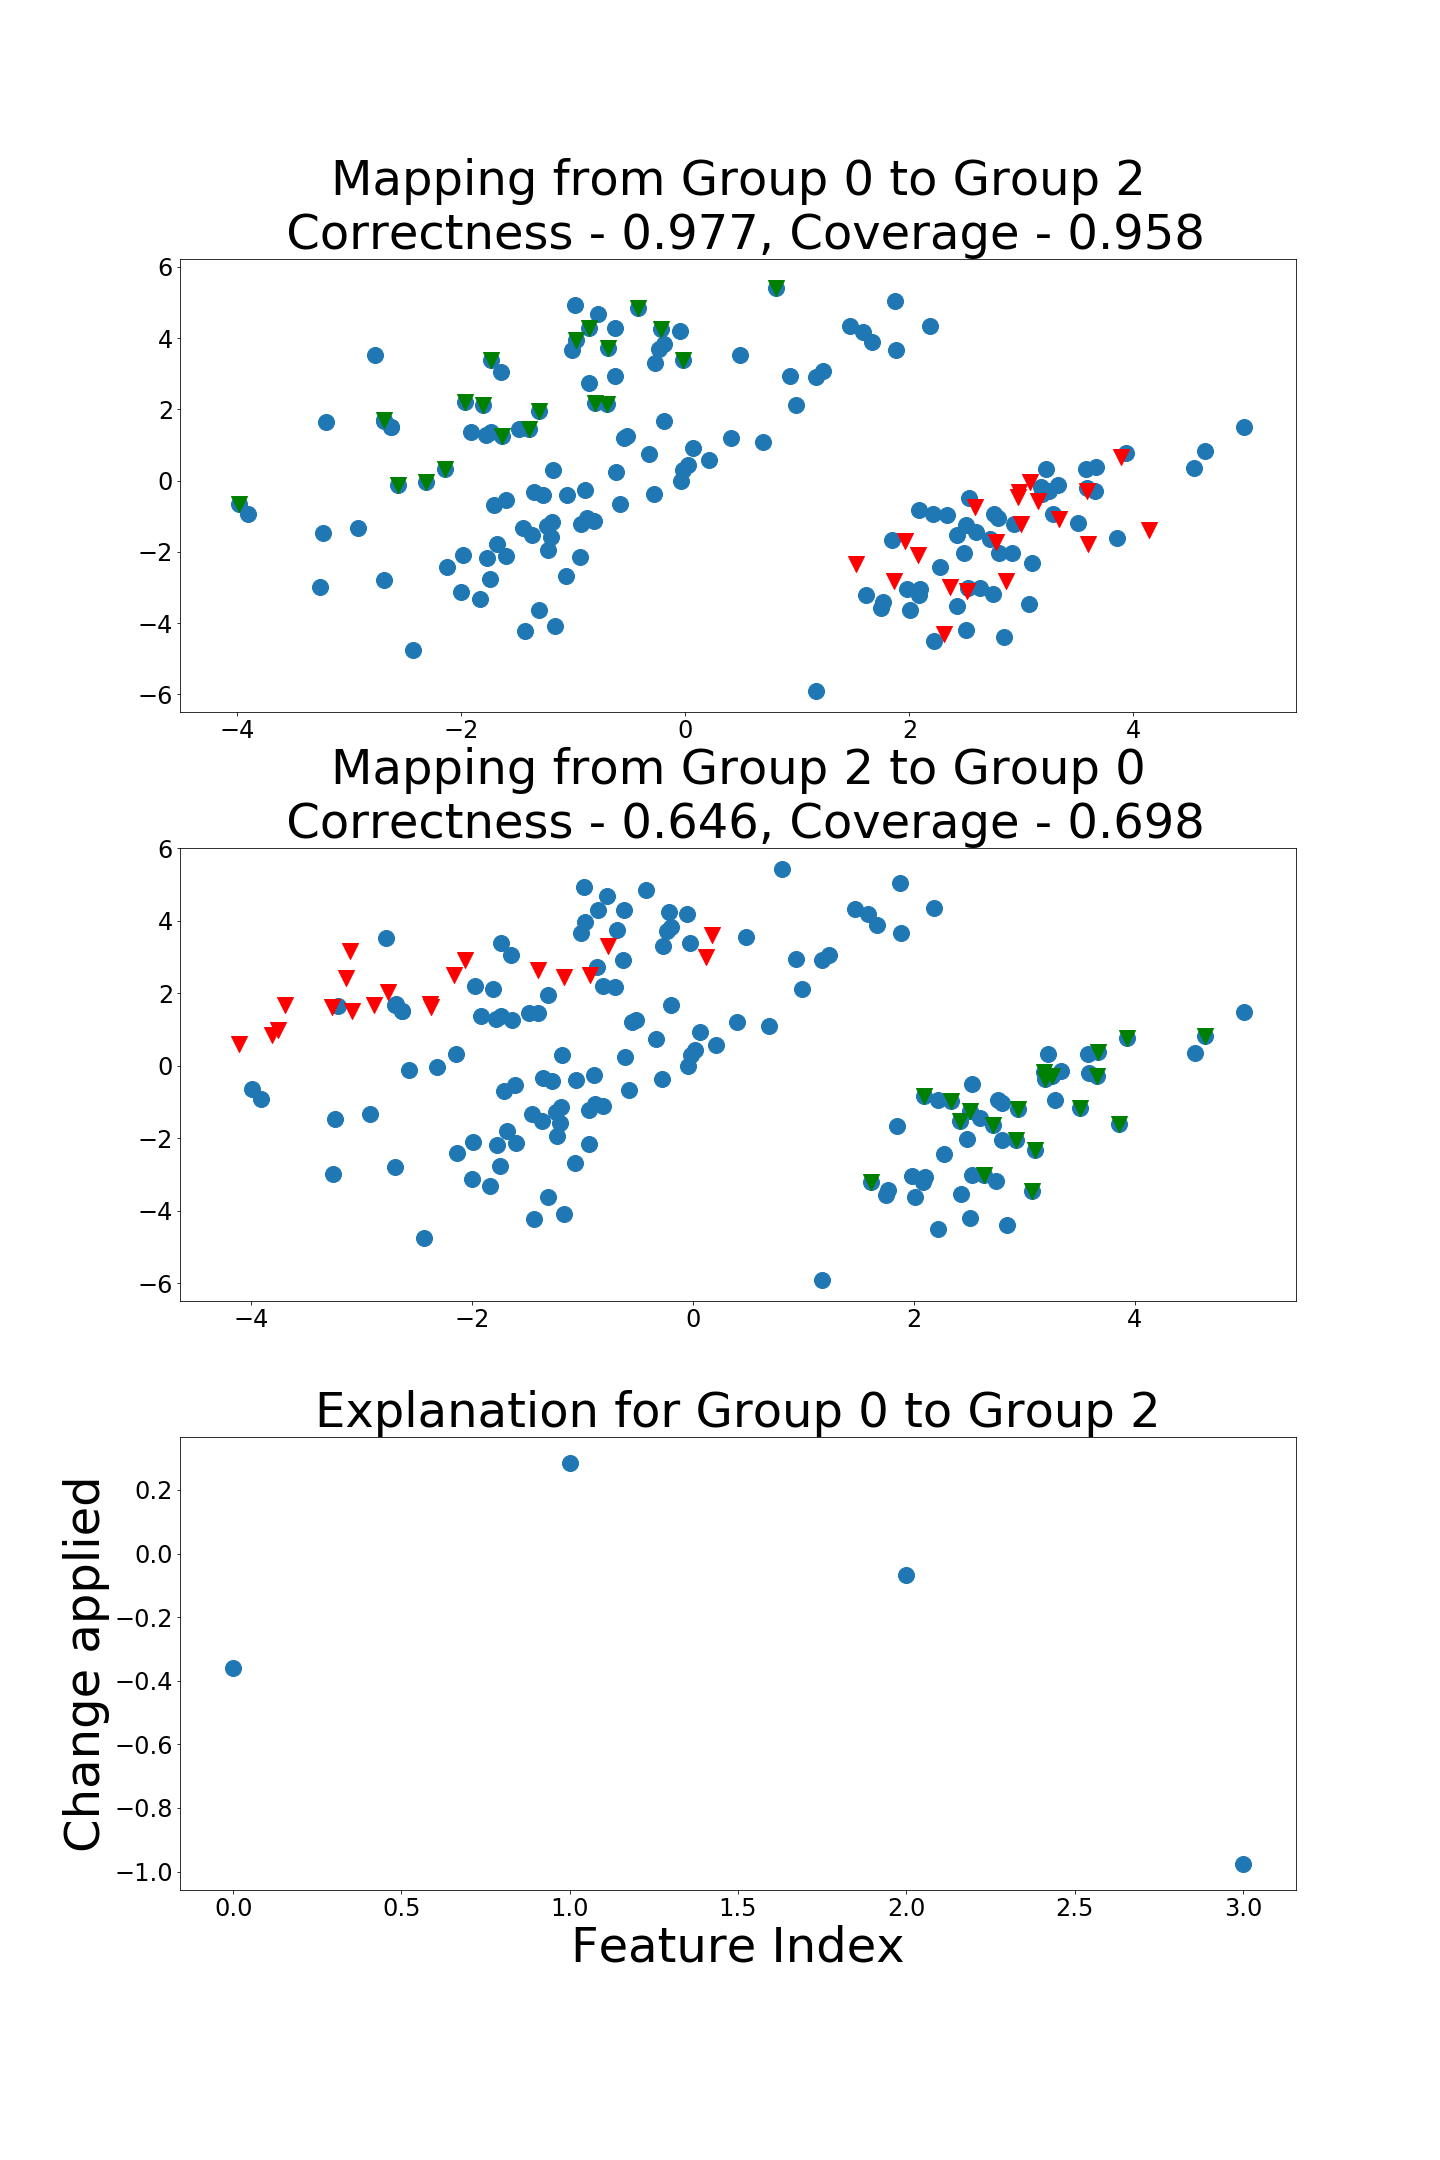 Mapping from Group 0 to Group 2
Correctness - 0.977, Coverage - 0.958
6
4
2
0
−2
−4
−6
−4 −2 0 2 4
Mapping from Group 2 to Group 0
Correctness - 0.646, Coverage - 0.698
6
4
2
0
−2
−4
−6
−4 −2 0 2 4
Explanation for Group 0 to Group 2
Change applied
0.2
0.0
−0.2
−0.4
−0.6
−0.8
−1.0
0.0 0.5 1.0 1.5 2.0 2.5 3.0
Feature Index